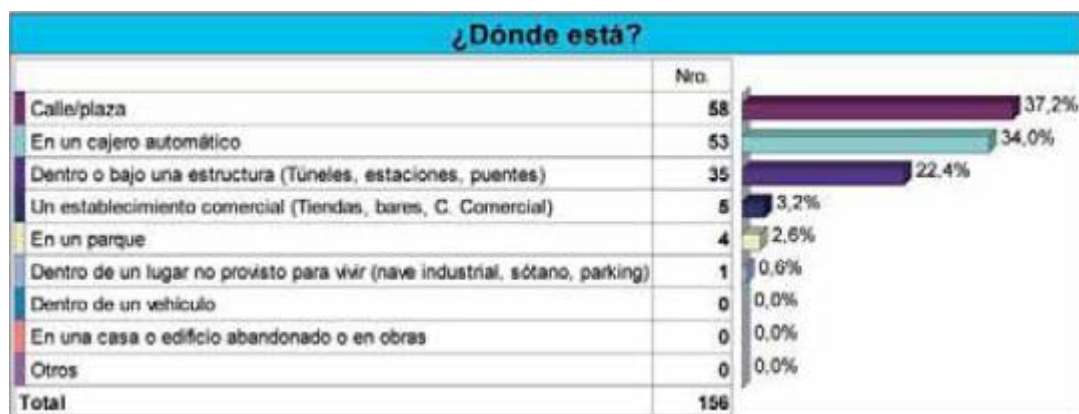 ¿Dónde está?
Nro.
Calle/plaza 58 37,2%
En un cajero automático 53 34,0%
Dentro o bajo una estructura (Túneles, estaciones, puentes) 35 22,4%
Un establecimiento comercial (Tiendas, bares, C. Comercial) 5 3,2%
En un parque 4 2,6%
Dentro de un lugar no provisto para vivir (nave industrial, sótano, parking) 1 0,6%
Dentro de un vehículo 0 0,0%
En una casa o edificio abandonado o en obras 0 0,0%
Otros 0 0,0%
Total 156